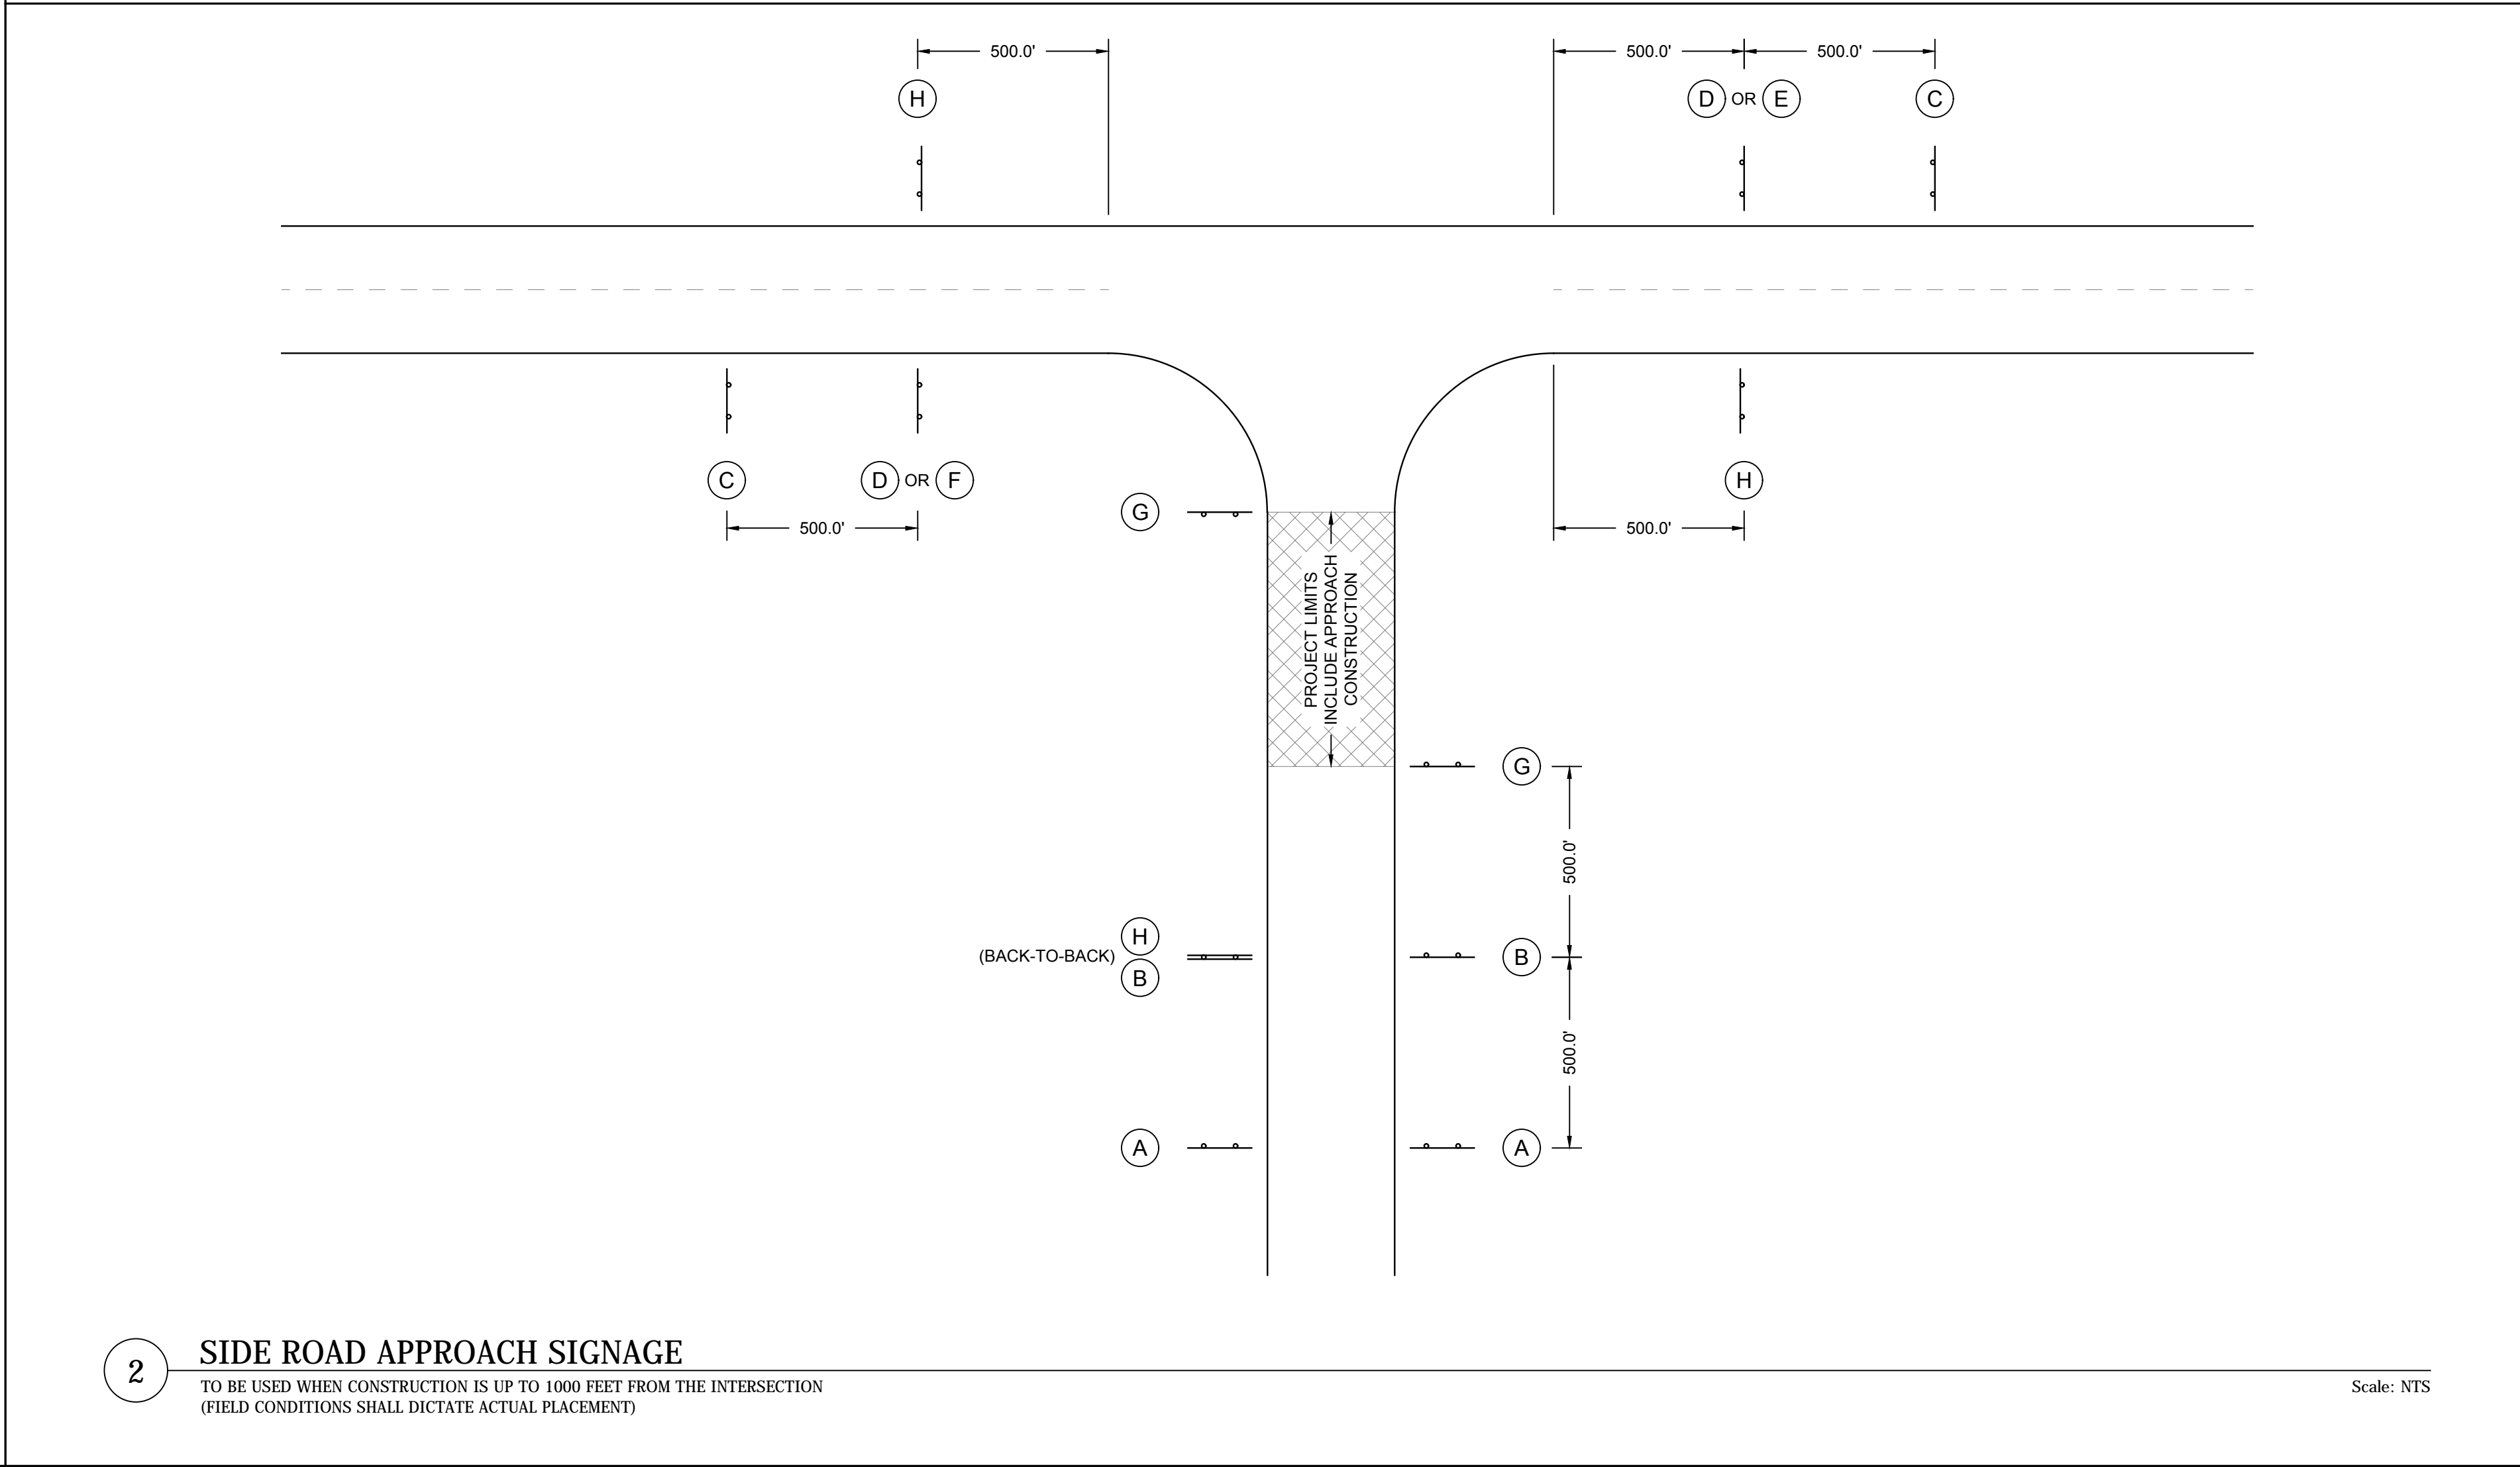 500.0'
500.0' 500.0'
H
D OR E C
C D OR F
H
500.0'
500.0'
G
PROJECT LIMITS
INCLUDE APPROACH
CONSTRUCTION
G
500.0'
H
(BACK-TO-BACK)
B
B
500.0'
A
A
2
SIDE ROAD APPROACH SIGNAGE
TO BE USED WHEN CONSTRUCTION IS UP TO 1000 FEET FROM THE INTERSECTION
(FIELD CONDITIONS SHALL DICTATE ACTUAL PLACEMENT)
Scale: NTS